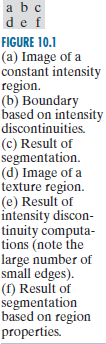 a b c
d e f
FIGURE 10.1
(a) Image of a
constant intensity
region.
(b) Boundary
based on intensity
discontinuities.
(c) Result of
segmentation.
(d) Image of a
texture region.
(e) Result of
intensity discon-
tinuity computa-
tions (note the
large number of
small edges).
(f) Result of
segmentation
based on region
properties.